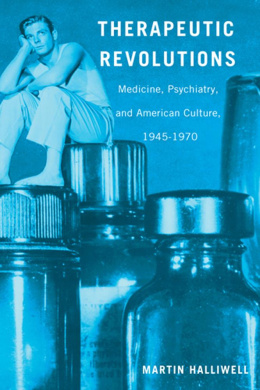 THERAPEUTIC
REVOLUTIONS
Medicine, Psychiatry,
and American Culture,
1945-1970
MARTIN HALLIWELL